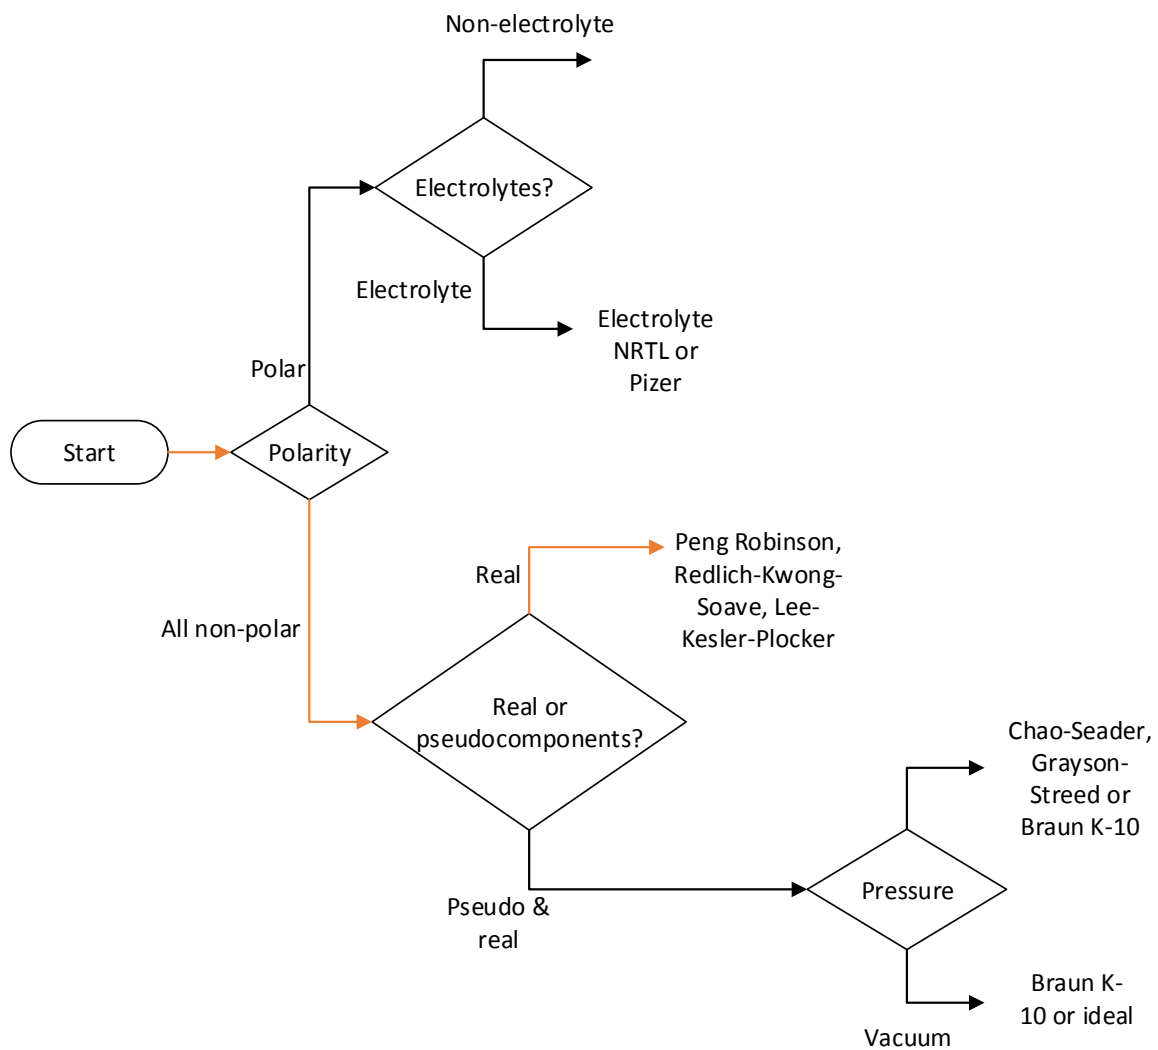 Non-electrolyte
Electrolytes?
Electrolyte
Electrolyte
NRTL or
Pizer
Polar
Start
Polarity
All non-polar
Real
Peng Robinson,
Redlich-Kwong-
Soave, Lee-
Kesler-Plocker
Real or
pseudocomponents?
Pseudo &
real
Chao-Seader,
Grayson-
Streed or
Braun K-10
Pressure
Braun K-
10 or ideal
Vacuum